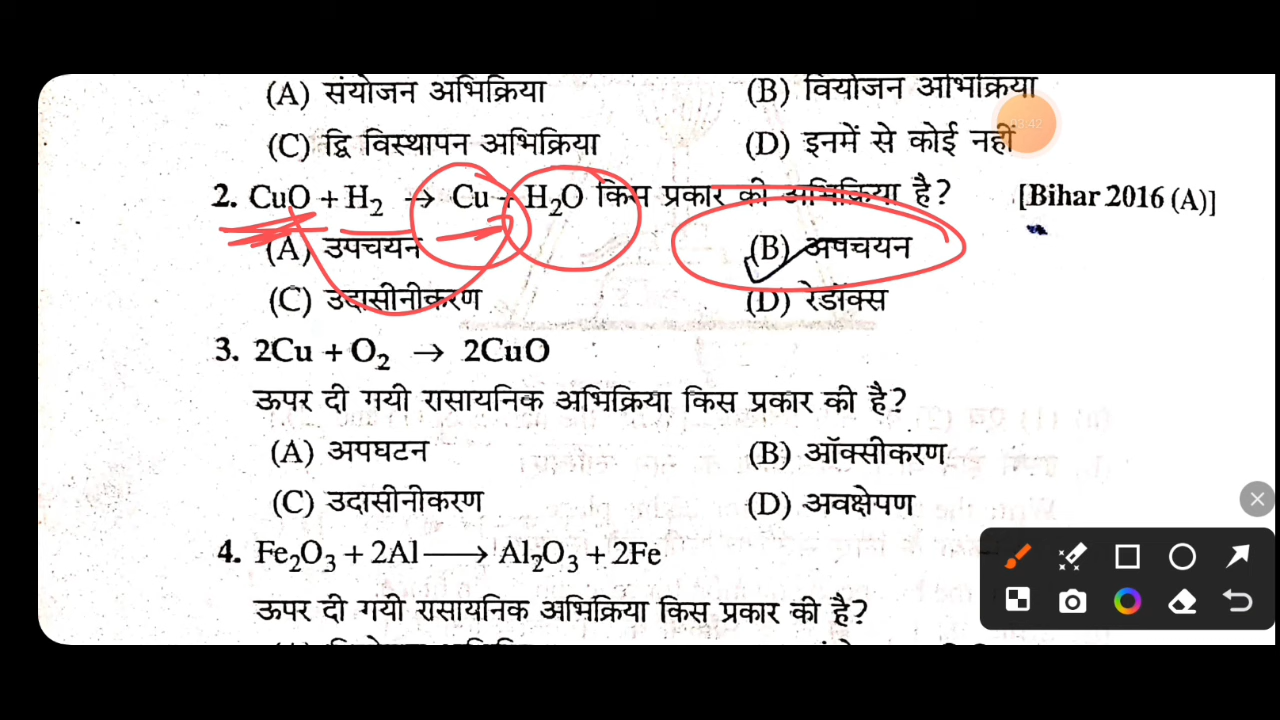 (A) संयोजन अभिक्रिया (B) वियोजन अभिक्रिया
(C) द्वि विस्थापन अभिक्रिया (D) इनमें से कोई नहीं
13:42
2. CuO + H₂ → Cu + H₂O किस प्रकार की अभिक्रिया है? [Bihar 2016 (A)]
(A) उपचयन (B) अपचयन
(C) उदासीनीकरण (D) रेडॉक्स
3. 2Cu + O₂ → 2CuO
ऊपर दी गयी रासायनिक अभिक्रिया किस प्रकार की है?
(A) अपघटन (B) ऑक्सीकरण
(C) उदासीनीकरण (D) अवक्षेपण
4. Fe₂O₃ + 2Al ⟶ Al₂O₃ + 2Fe
ऊपर दी गयी रासायनिक अभिक्रिया किस प्रकार की है?